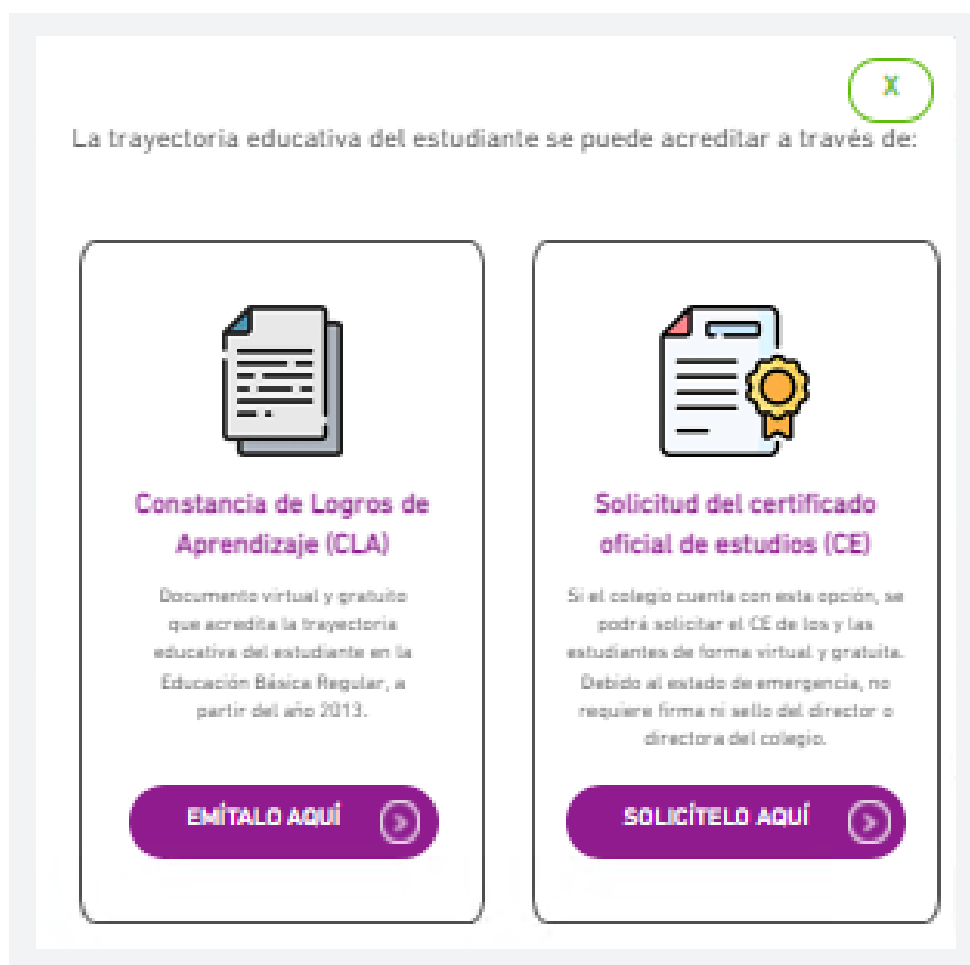 X
La trayectoria educativa del estudiante se puede acreditar a través de:
Constancia de Logros de
Aprendizaje (CLA)
Documento virtual y gratuito
que acredita la trayectoria
educativa del estudiante en la
Educación Básica Regular, a
partir del año 2013.
EMÍTALO AQUÍ
Solicitud del certificado
oficial de estudios (CE)
Si el colegio cuenta con esta opción, se
podrá solicitar el CE de los y las
estudiantes de forma virtual y gratuita.
Debido al estado de emergencia, no
requiere firma ni sello del director o
directora del colegio.
SOLICÍTELO AQUÍ